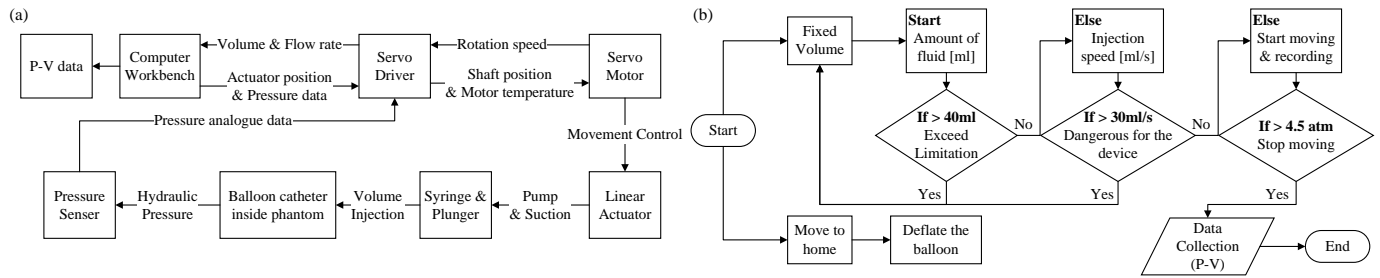 (a)
P-V data
Computer
Workbench
Volume & Flow rate
Actuator position
& Pressure data
Servo
Driver
Rotation speed
Shaft position
& Motor temperature
Servo
Motor
Pressure analogue data
Movement Control
Pressure
Senser
Hydraulic
Pressure
Balloon catheter
inside phantom
Volume
Injection
Syringe &
Plunger
Pump
& Suction
Linear
Actuator
(b)
Start
Fixed
Volume
Start
Amount of
fluid [ml]
Else
Injection
speed [ml/s]
Else
Start moving
& recording
If > 40ml
Exceed
Limitation
No
If > 30ml/s
Dangerous for the
device
No
If > 4.5 atm
Stop moving
Yes
Yes
Yes
Move to
home
Deflate the
balloon
Data
Collection
(P-V)
End